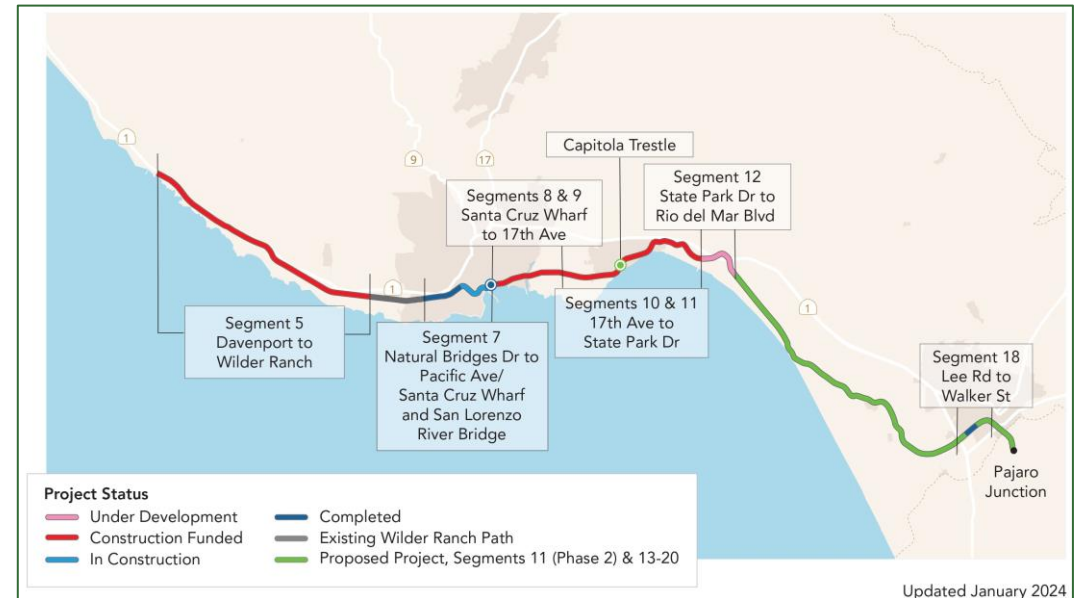 1
9
17
Capitola Trestle
Segment 12
State Park Dr to
Rio del Mar Blvd
Segments 8 & 9
Santa Cruz Wharf
to 17th Ave
1
1
Segment 5
Davenport to
Wilder Ranch
Segment 7
Natural Bridges Dr to
Pacific Ave/
Santa Cruz Wharf
and San Lorenzo
River Bridge
Segments 10 & 11
17th Ave to
State Park Dr
Segment 18
Lee Rd to
Walker St
Pajaro
Junction
Project Status
Under Development
Construction Funded
In Construction
Completed
Existing Wilder Ranch Path
Proposed Project, Segments 11 (Phase 2) & 13-20
Updated January 2024